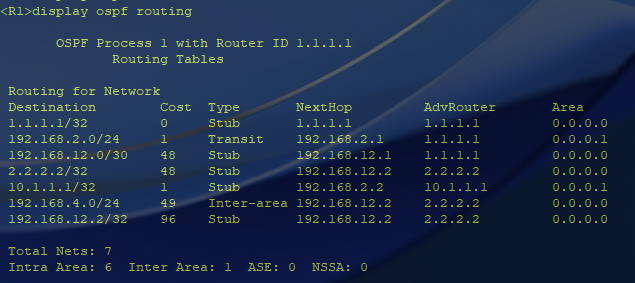 <R1>display ospf routing
OSPF Process 1 with Router ID 1.1.1.1
Routing Tables
Routing for Network
Destination Cost Type NextHop AdvRouter Area
1.1.1.1/32 0 Stub 1.1.1.1 1.1.1.1 0.0.0.0
192.168.2.0/24 1 Transit 192.168.2.1 1.1.1.1 0.0.0.1
192.168.12.0/30 48 Stub 192.168.12.1 1.1.1.1 0.0.0.0
2.2.2.2/32 48 Stub 192.168.12.2 2.2.2.2 0.0.0.0
10.1.1.1/32 1 Stub 192.168.2.2 10.1.1.1 0.0.0.1
192.168.4.0/24 49 Inter-area 192.168.12.2 2.2.2.2 0.0.0.0
192.168.12.2/32 96 Stub 192.168.12.2 2.2.2.2 0.0.0.0
Total Nets: 7
Intra Area: 6 Inter Area: 1 ASE: 0 NSSA: 0